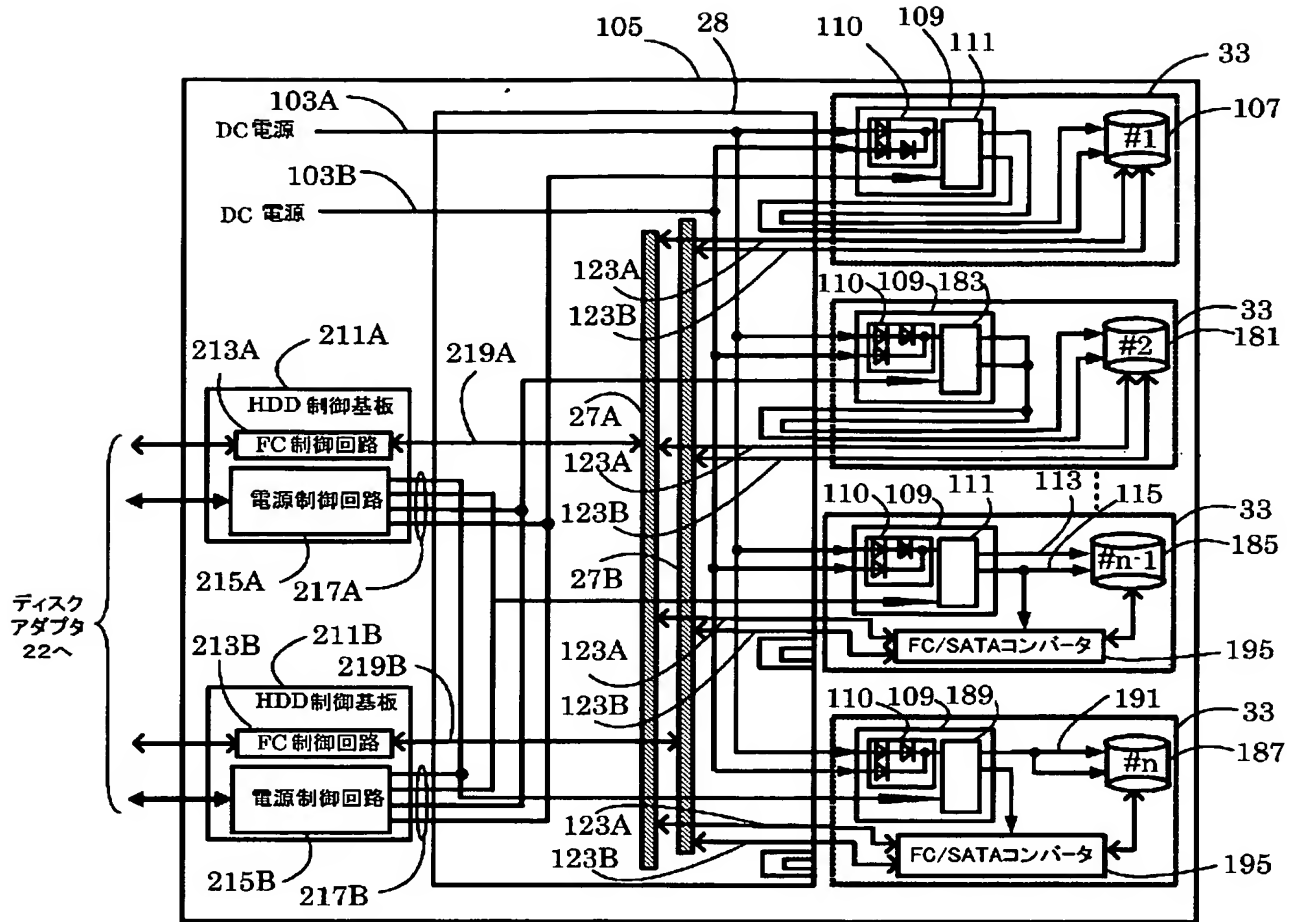 28
105
110
109
111
33
103A
DC 電源
#1
107
103B
DC 電源
123A
123B
110
109
183
33
211A
213A
219A
#2
181
HDD 制御基板
27A
FC 制御回路
123A
電源制御回路
123B
110
109
111
113
115
33
27B
#n-1
185
215A
217A
ディスク
アダプタ
22へ
211B
213B
219B
123A
FC/SATAコンバータ
195
HDD 制御基板
123B
110
109
189
191
33
FC 制御回路
#n
187
電源制御回路
123A
123B
FC/SATAコンバータ
215B
217B
195